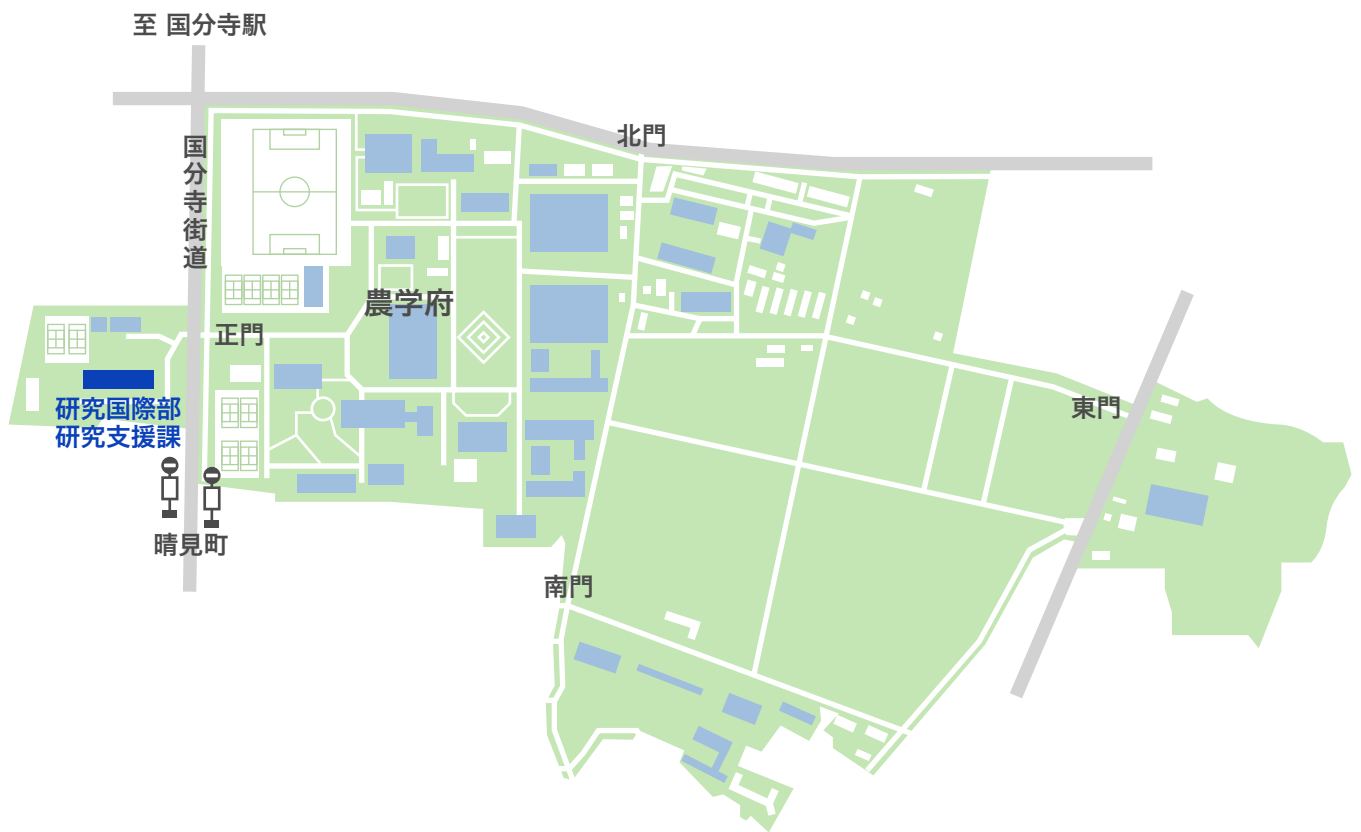 至 国分寺駅
北門
国分寺街道
農学府
正門
東門
研究国際部
研究支援課
晴見町
南門